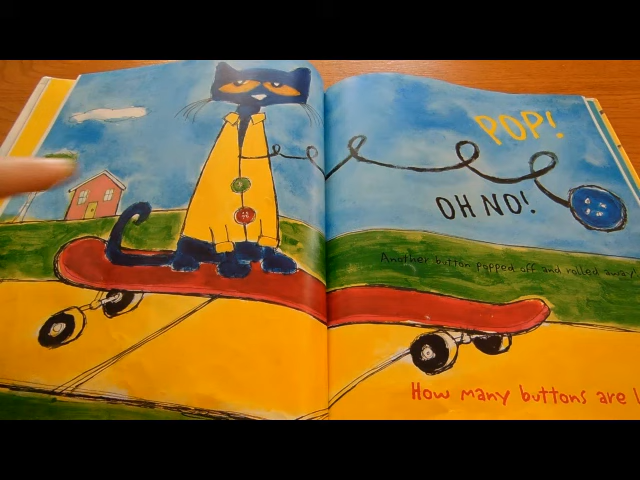 POP!
OH NO!
Another button popped off and rolled away.
How many buttons are